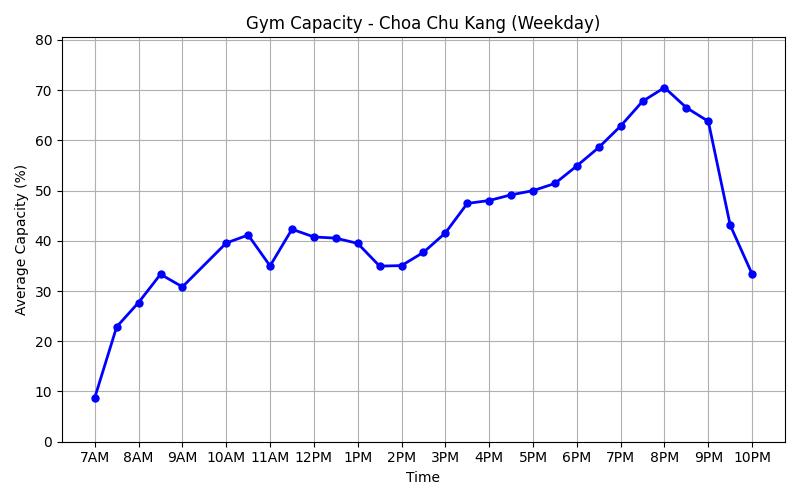 Gym Capacity - Choa Chu Kang (Weekday)
Average Capacity (%)
80
70
60
50
40
30
20
10
0
7AM 8AM 9AM 10AM 11AM 12PM 1PM 2PM 3PM 4PM 5PM 6PM 7PM 8PM 9PM 10PM
Time